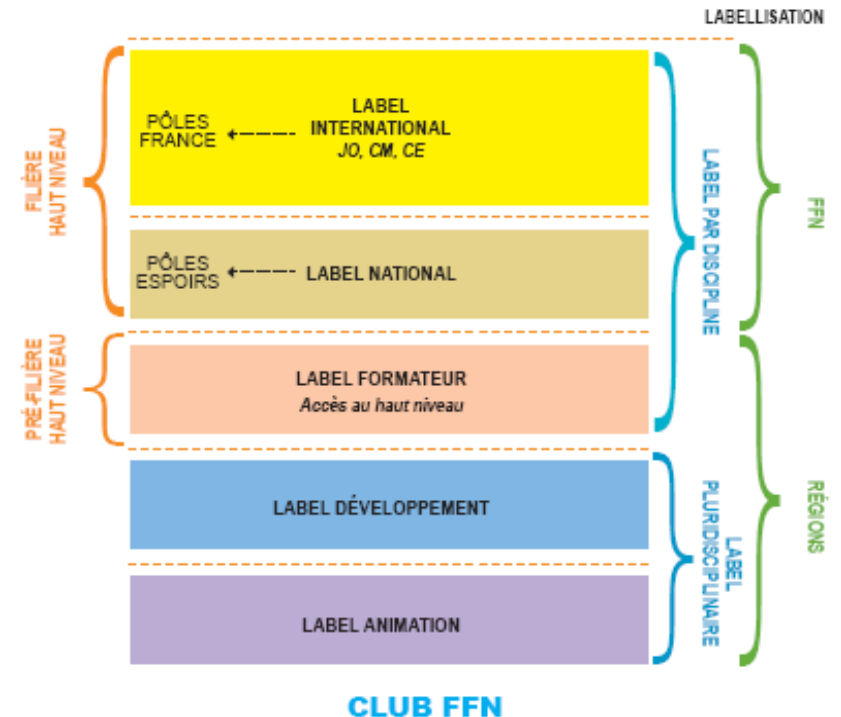 LABELLISATION
FILIÈRE
HAUT NIVEAU
PÔLES
FRANCE
LABEL
INTERNATIONAL
JO, CM, CE
PÔLES
ESPOIRS
LABEL NATIONAL
LABEL PAR DISCIPLINE
FFN
PRÉ-FILIÈRE
HAUT NIVEAU
LABEL FORMATEUR
Accès au haut niveau
LABEL DÉVELOPPEMENT
LABEL ANIMATION
LABEL
PLURIDISCIPLINAIRE
RÉGIONS
CLUB FFN